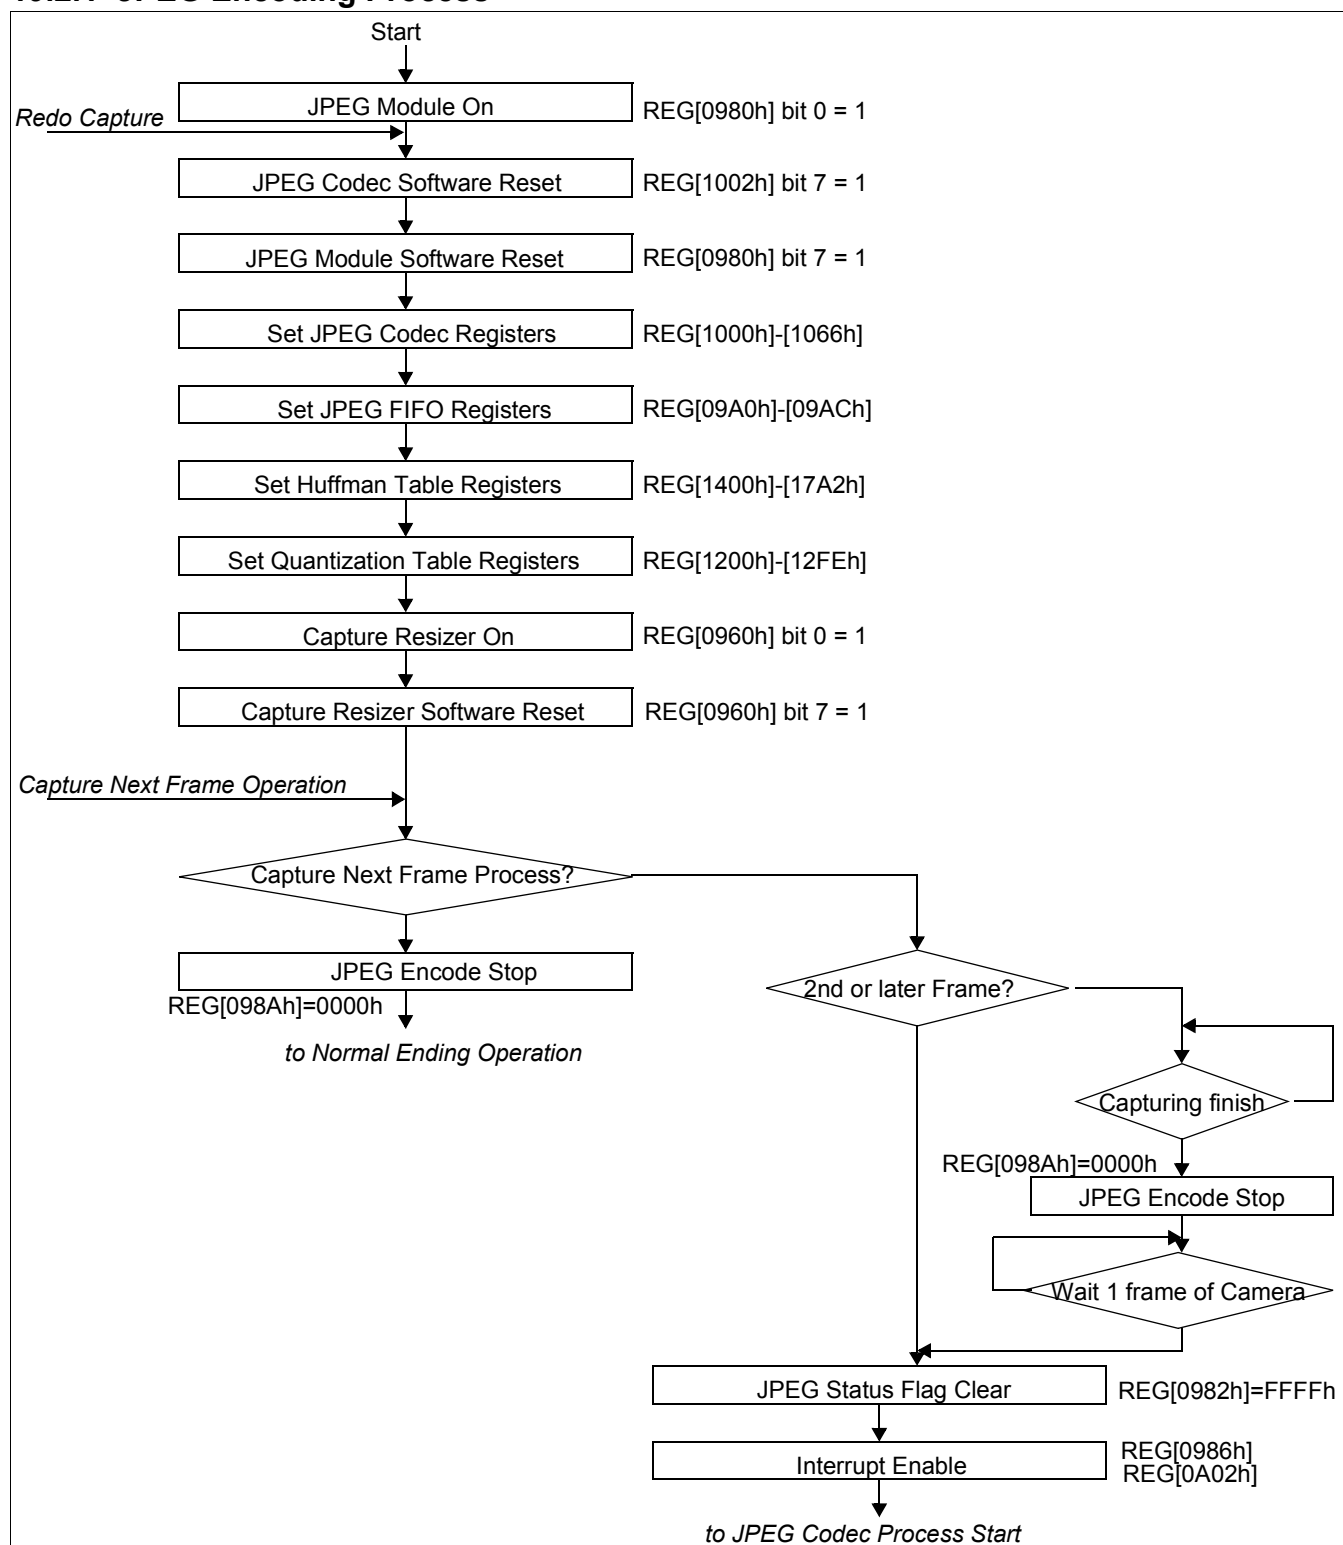 Start
JPEG Module On
REG[0980h] bit 0 = 1
Redo Capture
JPEG Codec Software Reset
REG[1002h] bit 7 = 1
JPEG Module Software Reset
REG[0980h] bit 7 = 1
Set JPEG Codec Registers
REG[1000h]-[1066h]
Set JPEG FIFO Registers
REG[09A0h]-[09ACh]
Set Huffman Table Registers
REG[1400h]-[17A2h]
Set Quantization Table Registers
REG[1200h]-[12FEh]
Capture Resizer On
REG[0960h] bit 0 = 1
Capture Resizer Software Reset
REG[0960h] bit 7 = 1
Capture Next Frame Operation
Capture Next Frame Process?
JPEG Encode Stop
REG[098Ah]=0000h
to Normal Ending Operation
2nd or later Frame?
Capturing finish
REG[098Ah]=0000h
JPEG Encode Stop
Wait 1 frame of Camera
JPEG Status Flag Clear
REG[0982h]=FFFFh
Interrupt Enable
REG[0986h]
REG[0A02h]
to JPEG Codec Process Start